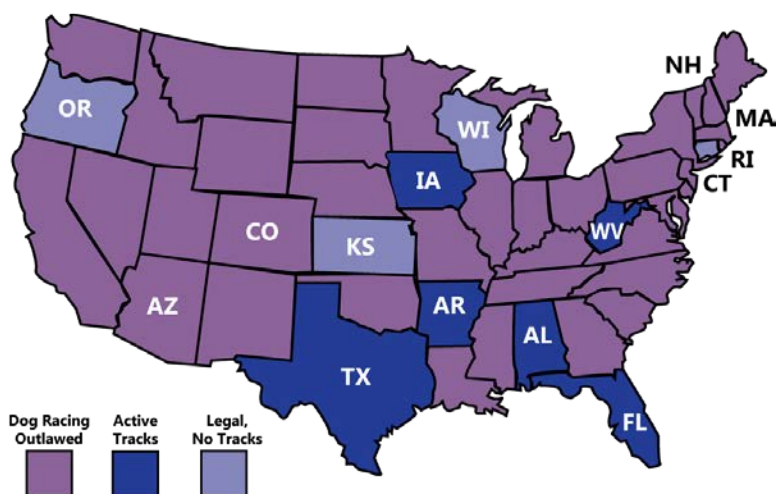 NH
OR
WI
MA
RI
IA
CT
CO
KS
WV
AZ
AR
AL
TX
FL
Dog Racing
Outlawed
Active
Tracks
Legal,
No Tracks